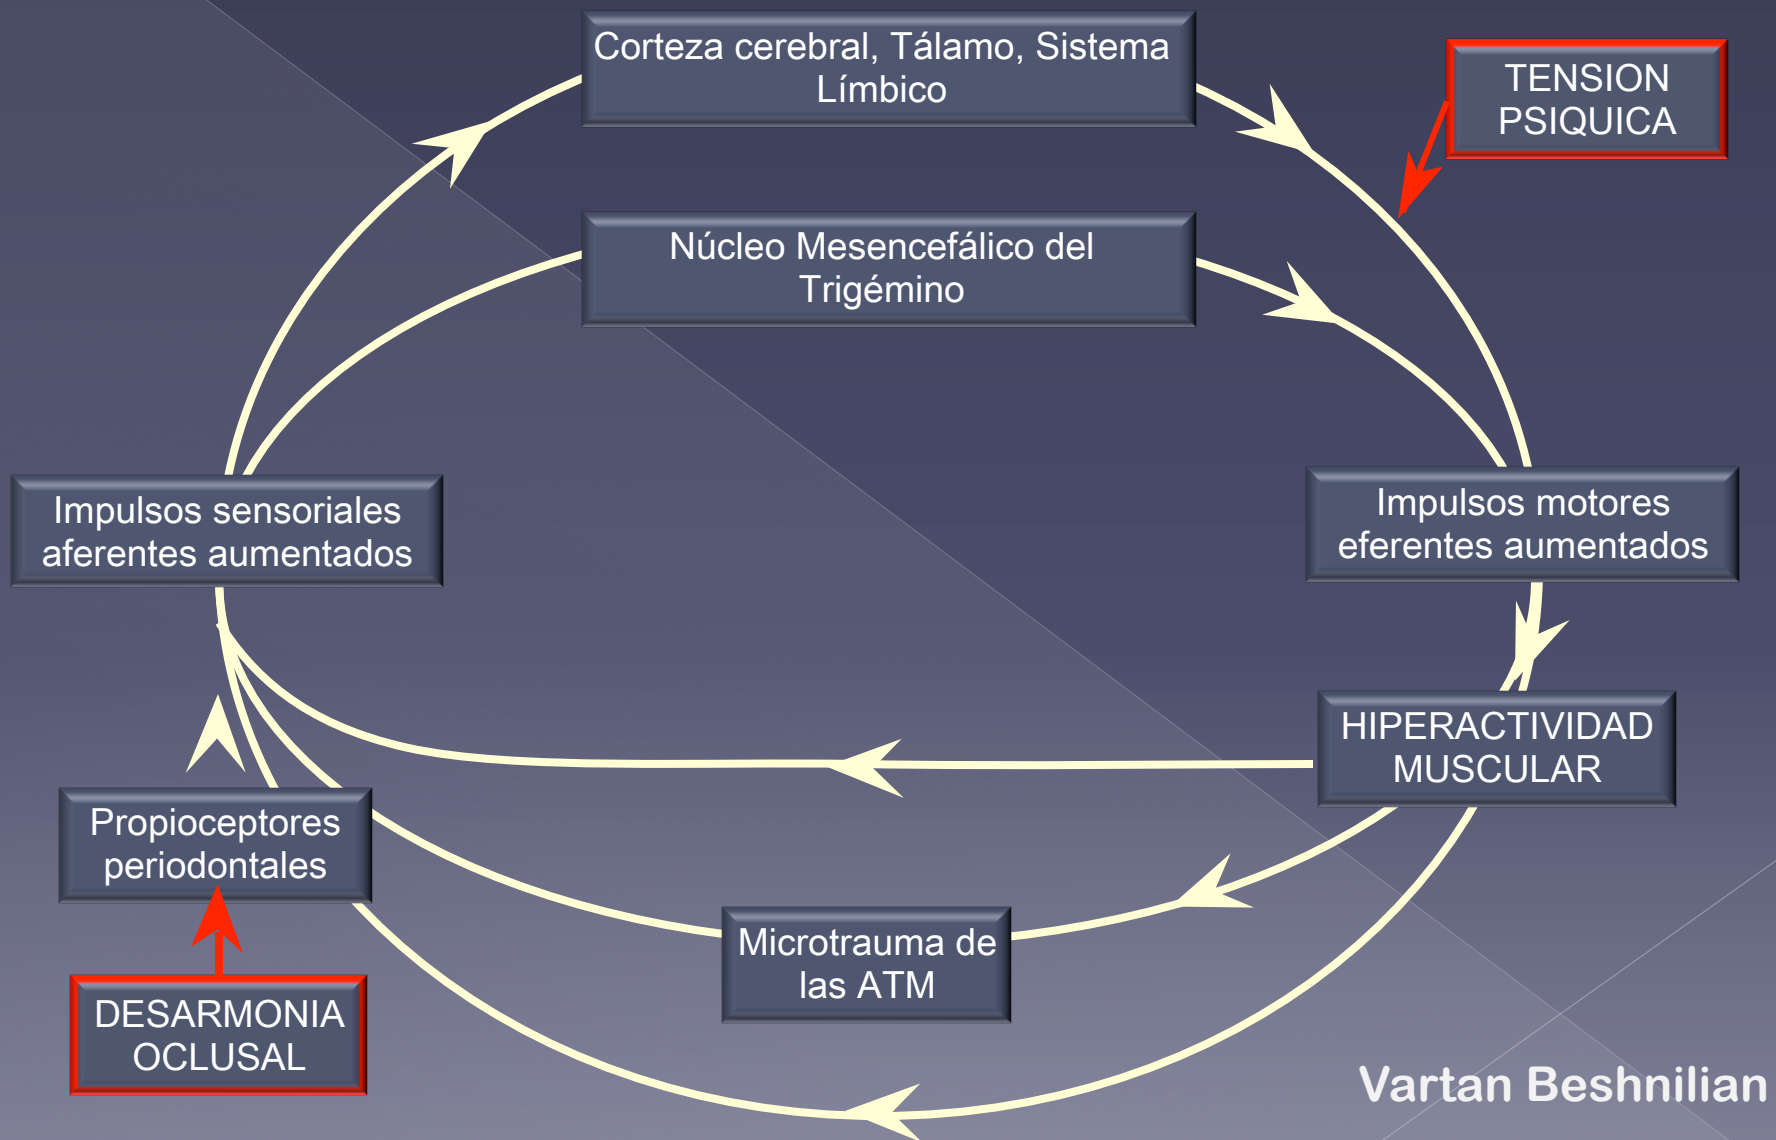 Corteza cerebral, Tálamo, Sistema
Límbico
TENSION
PSIQUICA
Núcleo Mesencefálico del
Trigémino
Impulsos sensoriales
aferentes aumentados
Impulsos motores
eferentes aumentados
HIPERACTIVIDAD
MUSCULAR
Propioceptores
periodontales
Microtrauma de
las ATM
DESARMONIA
OCLUSAL
Vartan Beshnilian